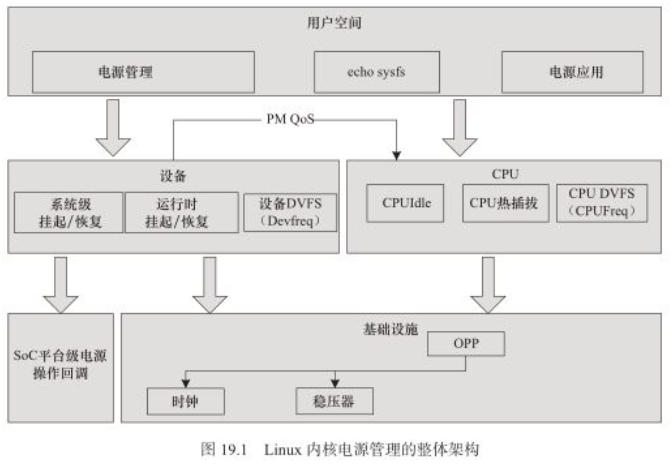 用户空间
电源管理
echo sysfs
电源应用
PM QoS
设备
系统级
挂起/恢复
运行时
挂起/恢复
设备DVFS
（Devfreq）
CPU
CPUIdle
CPU热插拔
CPU DVFS
（CPUFreq）
SoC平台级电源
操作回调
基础设施
OPP
时钟
稳压器
图 19.1 Linux 内核电源管理的整体架构